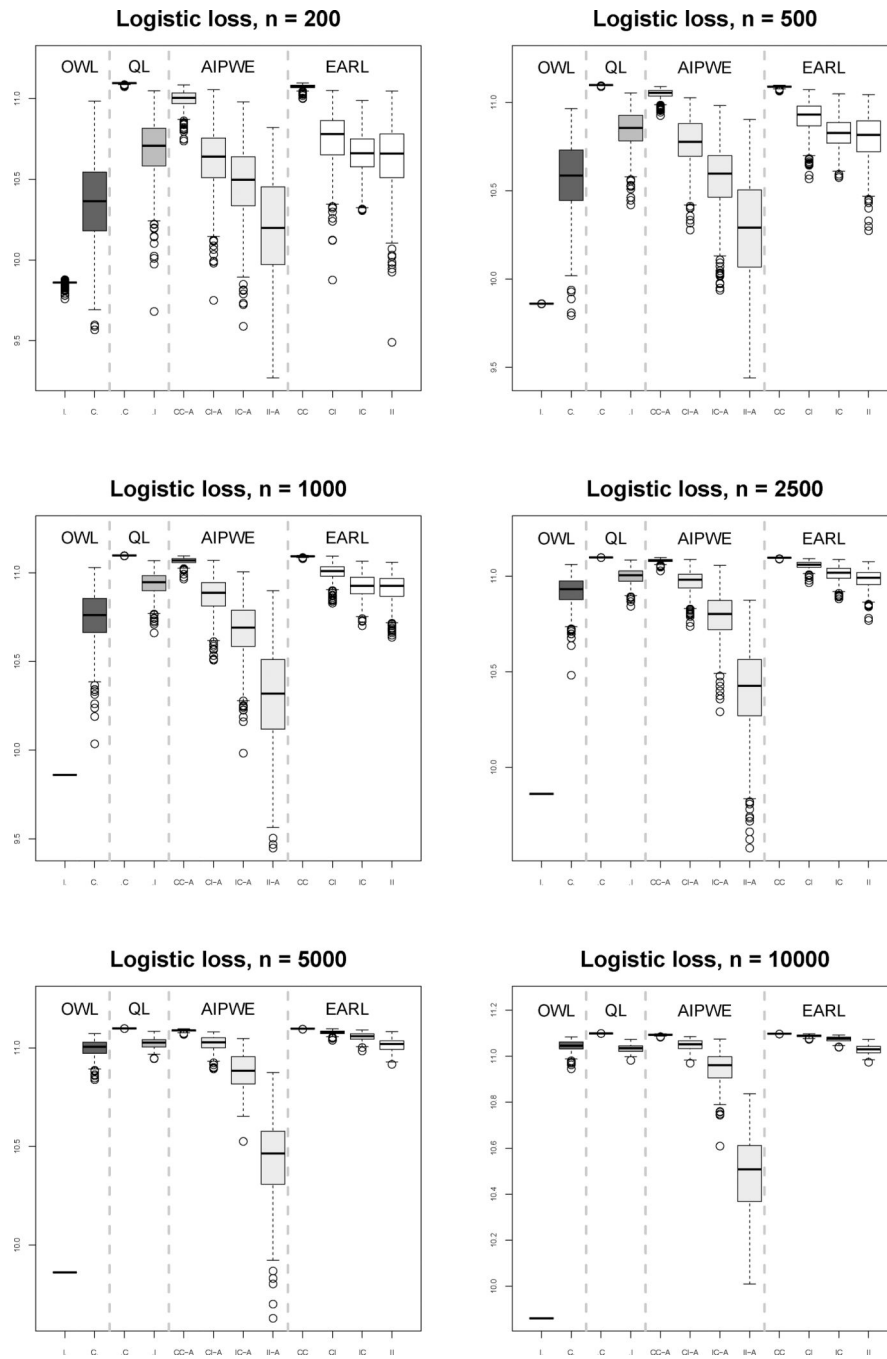 Logistic loss, n = 200
OWL QL AIPWE EARL
11.0
10.5
10.0
9.5
I. C. .C .I CC-A CI-A IC-A II-A CC CI IC II
Logistic loss, n = 500
OWL QL AIPWE EARL
11.0
10.5
10.0
9.5
I. C. .C .I CC-A CI-A IC-A II-A CC CI IC II
Logistic loss, n = 1000
OWL QL AIPWE EARL
11.0
10.5
10.0
9.5
I. C. .C .I CC-A CI-A IC-A II-A CC CI IC II
Logistic loss, n = 2500
OWL QL AIPWE EARL
11.0
10.5
10.0
I. C. .C .I CC-A CI-A IC-A II-A CC CI IC II
Logistic loss, n = 5000
OWL QL AIPWE EARL
11.0
10.5
10.0
I. C. .C .I CC-A CI-A IC-A II-A CC CI IC II
Logistic loss, n = 10000
OWL QL AIPWE EARL
11.2
11.0
10.8
10.6
10.4
10.2
10.0
I. C. .C .I CC-A CI-A IC-A II-A CC CI IC II